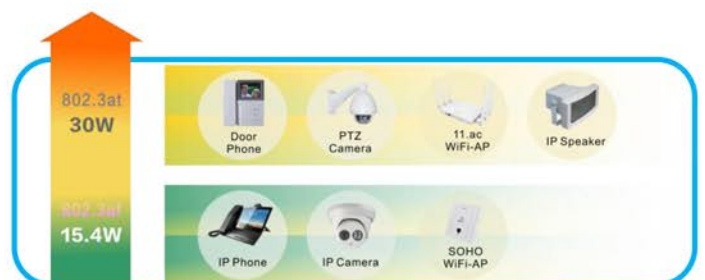 802.3at
30W
Door
Phone
PTZ
Camera
11.ac
WiFi-AP
IP Speaker
802.3af
15.4W
IP Phone
IP Camera
SOHO
WiFi-AP